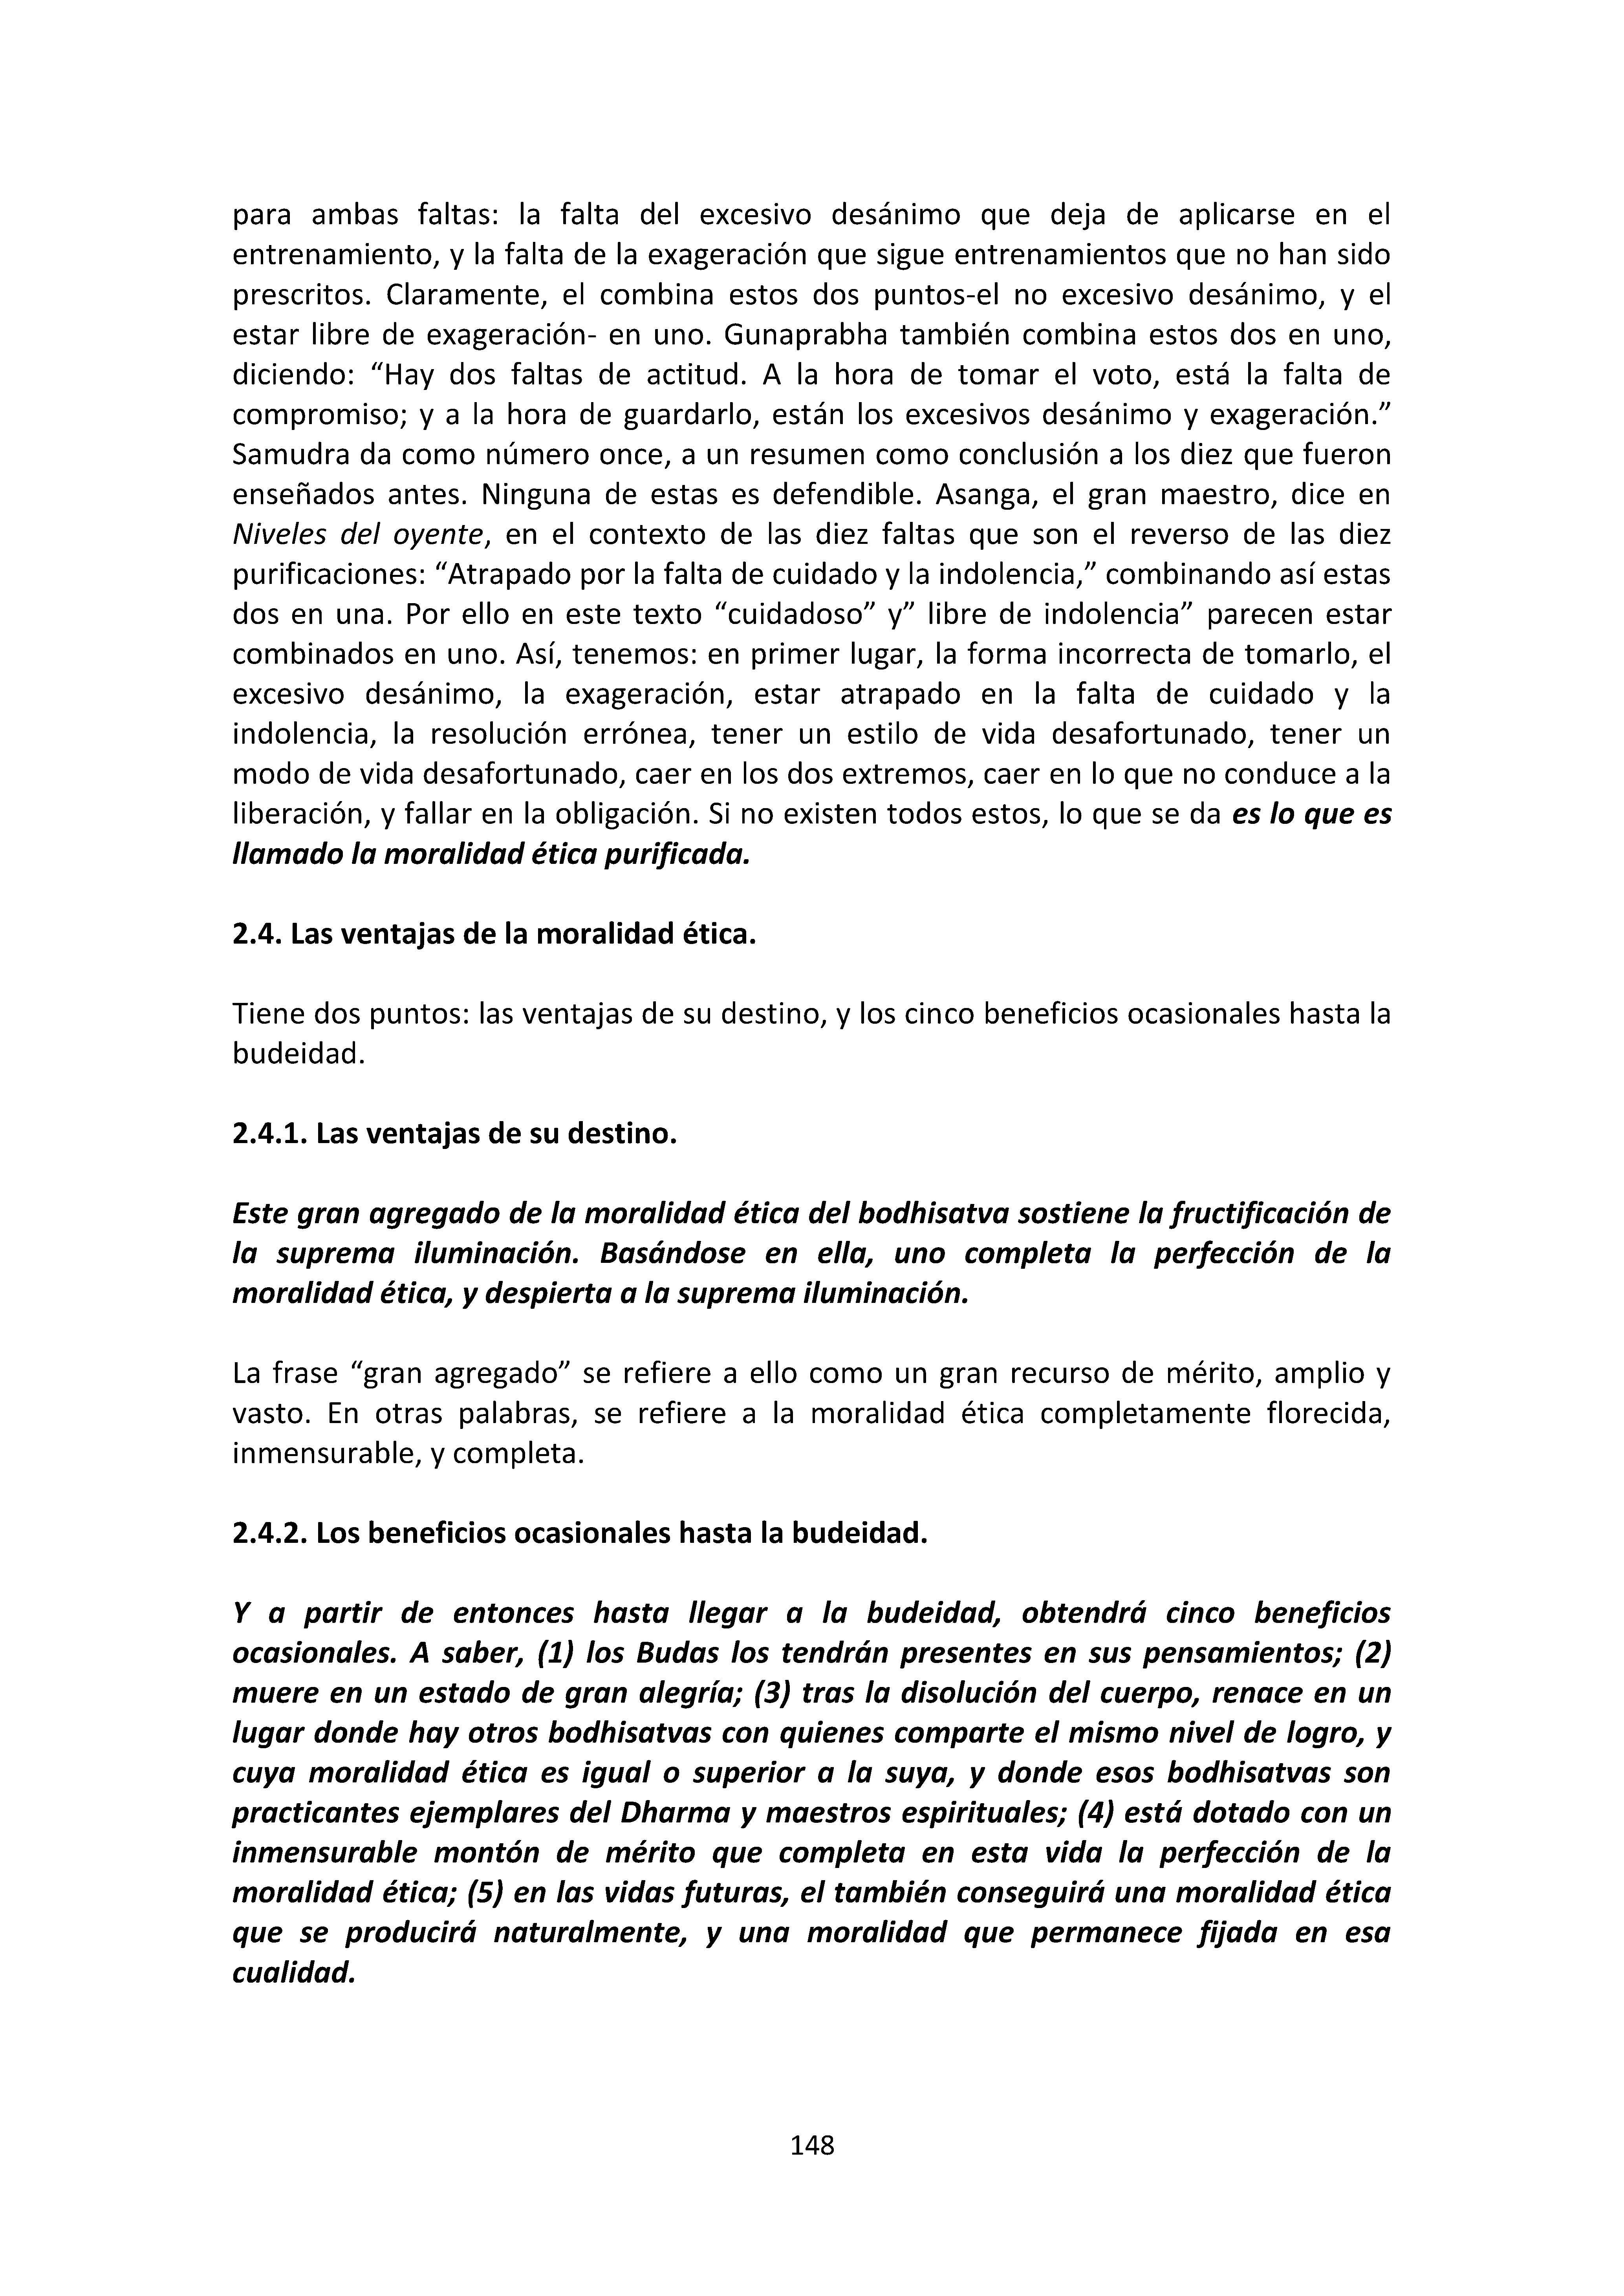 para ambas faltas: la falta del excesivo desánimo que deja de aplicarse en el
entrenamiento, y la falta de la exageración que sigue entrenamientos que no han sido
prescritos. Claramente, el combina estos dos puntos-el no excesivo desánimo, y el
estar libre de exageración- en uno. Gunaprabha también combina estos dos en uno,
diciendo: “Hay dos faltas de actitud. A la hora de tomar el voto, está la falta de
compromiso; y a la hora de guardarlo, están los excesivos desánimo y exageración.”
Samudra da como número once, a un resumen como conclusión a los diez que fueron
enseñados antes. Ninguna de estas es defendible. Asanga, el gran maestro, dice en
Niveles del oyente, en el contexto de las diez faltas que son el reverso de las diez
purificaciones: “Atrapado por la falta de cuidado y la indolencia,” combinando así estas
dos en una. Por ello en este texto “cuidadoso” y” libre de indolencia” parecen estar
combinados en uno. Así, tenemos: en primer lugar, la forma incorrecta de tomarlo, el
excesivo desánimo, la exageración, estar atrapado en la falta de cuidado y la
indolencia, la resolución errónea, tener un estilo de vida desafortunado, tener un
modo de vida desafortunado, caer en los dos extremos, caer en lo que no conduce a la
liberación, y fallar en la obligación. Si no existen todos estos, lo que se da es lo que es
llamado la moralidad ética purificada.
2.4. Las ventajas de la moralidad ética.
Tiene dos puntos: las ventajas de su destino, y los cinco beneficios ocasionales hasta la
budeidad.
2.4.1. Las ventajas de su destino.
Este gran agregado de la moralidad ética del bodhisatva sostiene la fructificación de
la suprema iluminación. Basándose en ella, uno completa la perfección de la
moralidad ética, y despierta a la suprema iluminación.
La frase “gran agregado” se refiere a ello como un gran recurso de mérito, amplio y
vasto. En otras palabras, se refiere a la moralidad ética completamente florecida,
inmensurable, y completa.
2.4.2. Los beneficios ocasionales hasta la budeidad.
Y a partir de entonces hasta llegar a la budeidad, obtendrá cinco beneficios
ocasionales. A saber, (1) los Budas los tendrán presentes en sus pensamientos; (2)
muere en un estado de gran alegría; (3) tras la disolución del cuerpo, renace en un
lugar donde hay otros bodhisatvas con quienes comparte el mismo nivel de logro, y
cuya moralidad ética es igual o superior a la suya, y donde esos bodhisatvas son
practicantes ejemplares del Dharma y maestros espirituales; (4) está dotado con un
inmensurable montón de mérito que completa en esta vida la perfección de la
moralidad ética; (5) en las vidas futuras, el también conseguirá una moralidad ética
que se producirá naturalmente, y una moralidad que permanece fijada en esa
cualidad.
148